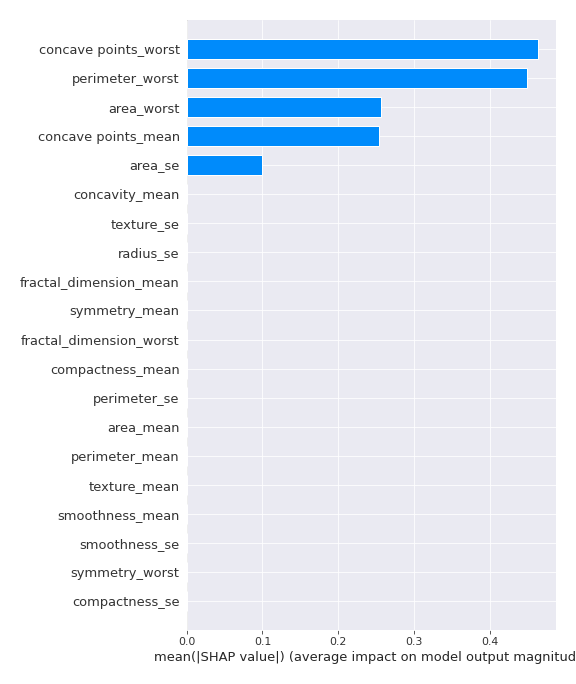 concave points_worst
perimeter_worst
area_worst
concave points_mean
area_se
concavity_mean
texture_se
radius_se
fractal_dimension_mean
symmetry_mean
fractal_dimension_worst
compactness_mean
perimeter_se
area_mean
perimeter_mean
texture_mean
smoothness_mean
smoothness_se
symmetry_worst
compactness_se
0.0 0.1 0.2 0.3 0.4
mean(|SHAP value|) (average impact on model output magnitud